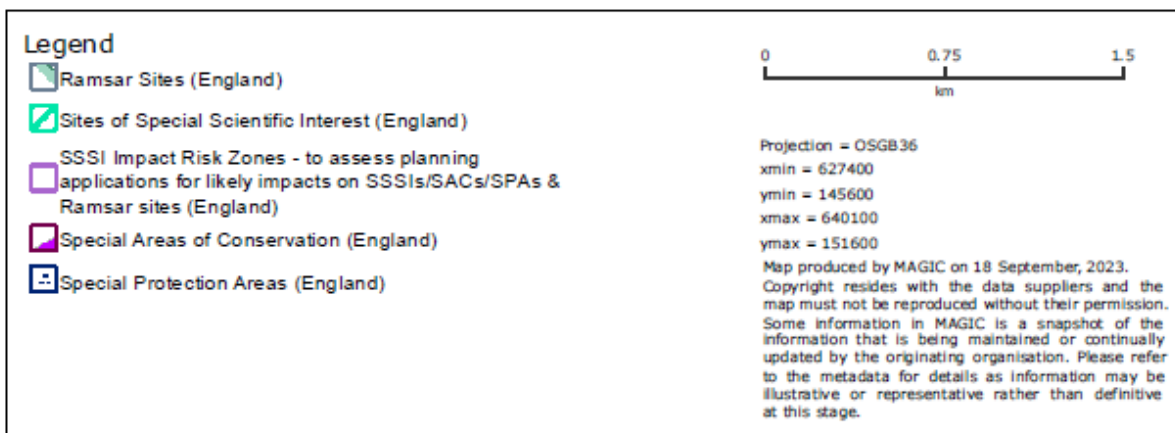 Legend
Ramsar Sites (England)
Sites of Special Scientific Interest (England)
SSSI Impact Risk Zones - to assess planning
applications for likely impacts on SSSIs/SACs/SPAs &
Ramsar sites (England)
Special Areas of Conservation (England)
Special Protection Areas (England)
0 0.75 1.5
km
Projection = OSGB36
xmin = 627400
ymin = 145600
xmax = 640100
ymax = 151600
Map produced by MAGIC on 18 September, 2023.
Copyright resides with the data suppliers and the
map must not be reproduced without their permission.
Some information in MAGIC is a snapshot of the
information that is being maintained or continually
updated by the originating organisation. Please refer
to the metadata for details as information may be
illustrative or representative rather than definitive
at this stage.